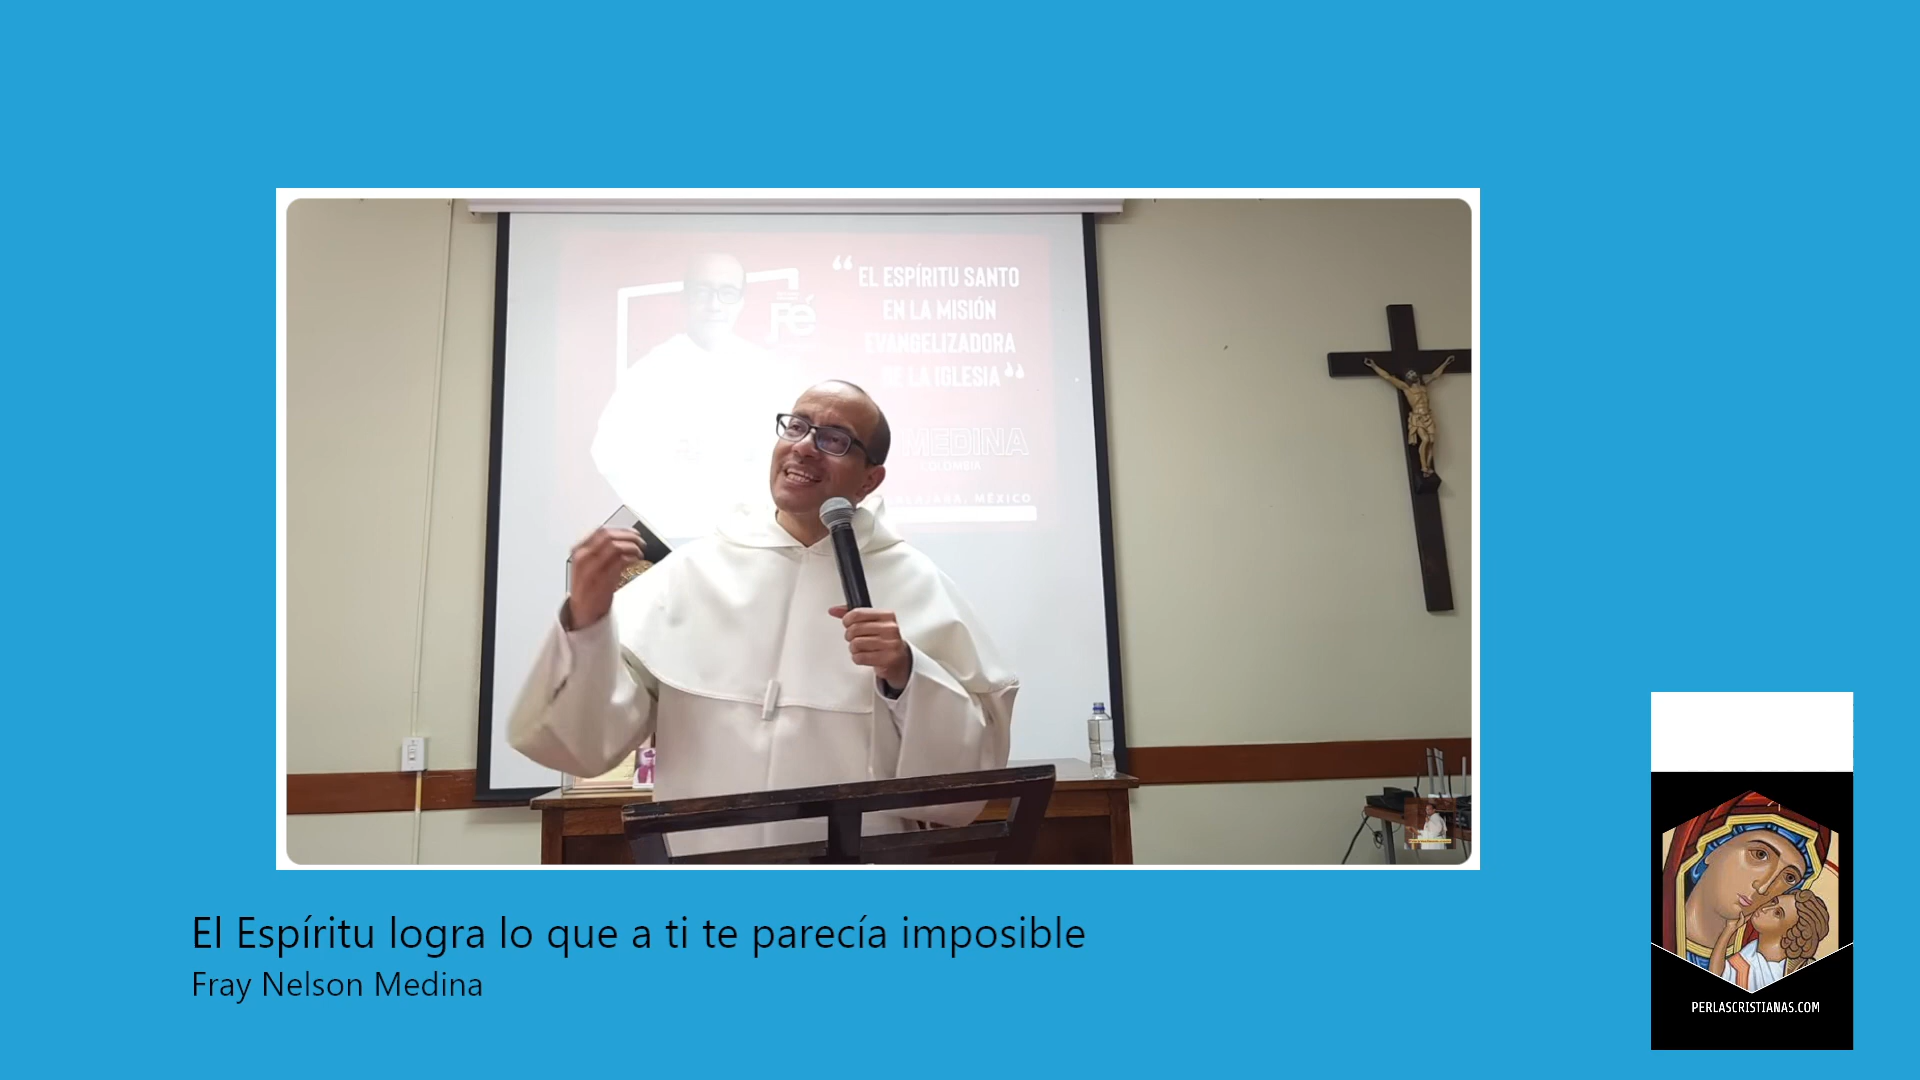 “ EL ESPÍRITU SANTO
EN LA MISIÓN
EVANGELIZADORA
DE LA IGLESIA ”
Fé
MEDINA
COLOMBIA
MÉXICO
El Espíritu logra lo que a ti te parecía imposible
Fray Nelson Medina
PERLASCRISTIANAS.COM